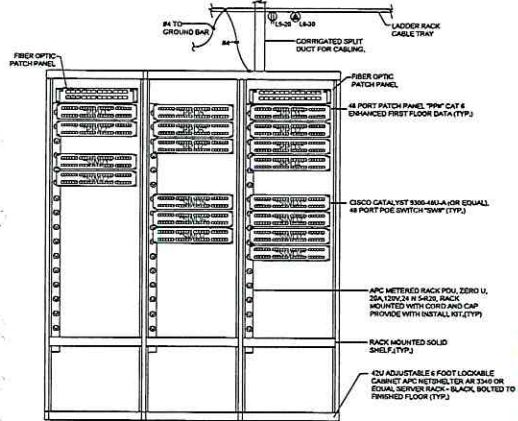 #4 TO
GROUND BAR
#4
L5-20
L6-30
LADDER RACK
CABLE TRAY
CORRIGATED SPLIT
DUCT FOR CABLING.
FIBER OPTIC
PATCH PANEL
FIBER OPTIC
PATCH PANEL
48 PORT PATCH PANEL "PP#" CAT 6
ENHANCED FIRST FLOOR DATA (TYP.)
CISCO CATALYST 9300-48U-A (OR EQUAL),
48 PORT POE SWITCH "SW#" (TYP.)
APC METERED RACK PDU, ZERO U,
20A,120V,24 N 5-R20, RACK
MOUNTED WITH CORD AND CAP
PROVIDE WITH INSTALL KIT.(TYP)
RACK MOUNTED SOLID
SHELF.(TYP.)
42U ADJUSTABLE 6 FOOT LOCKABLE
CABINET APC NETSHELTER AR 3340 OR
EQUAL SERVER RACK - BLACK, BOLTED TO
FINISHED FLOOR (TYP.)